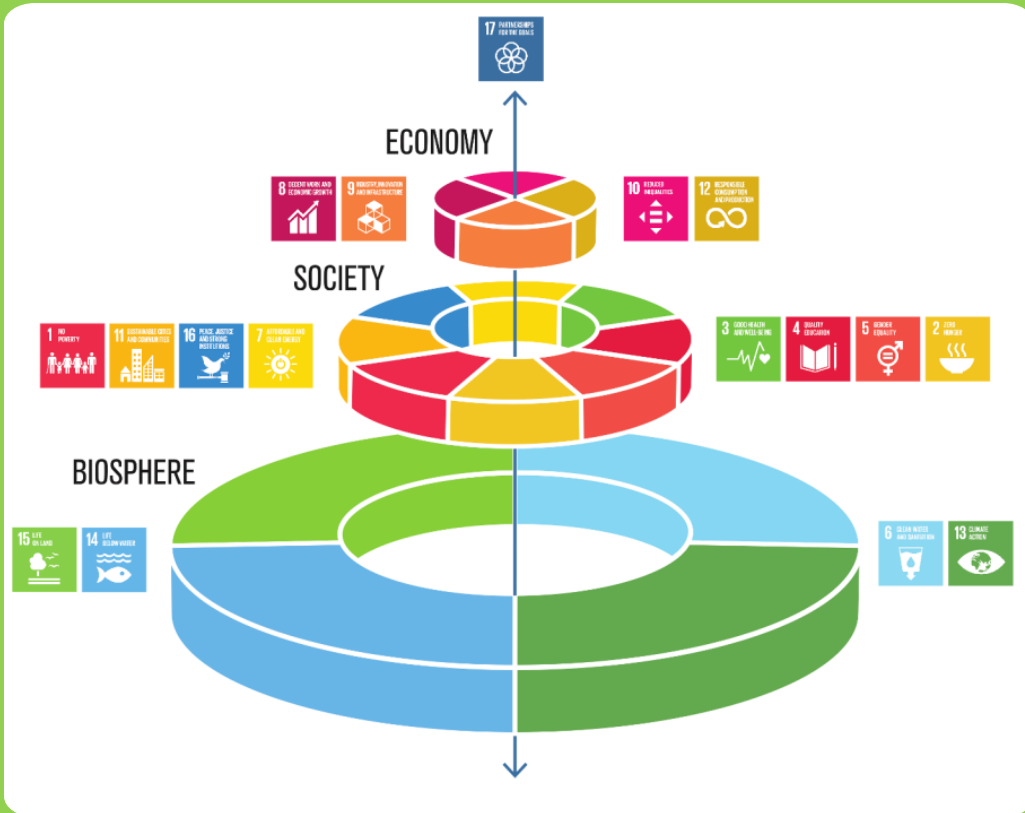 17 PARTNERSHIPS
FOR THE GOALS
ECONOMY
8 DECENT WORK AND
ECONOMIC GROWTH
9 INDUSTRY, INNOVATION
AND INFRASTRUCTURE
10 REDUCED
INEQUALITIES
12 RESPONSIBLE
CONSUMPTION
AND PRODUCTION
SOCIETY
1 NO
POVERTY
11 SUSTAINABLE CITIES
AND COMMUNITIES
16 PEACE, JUSTICE
AND STRONG
INSTITUTIONS
7 AFFORDABLE AND
CLEAN ENERGY
3 GOOD HEALTH
AND WELL-BEING
4 QUALITY
EDUCATION
5 GENDER
EQUALITY
2 ZERO
HUNGER
BIOSPHERE
15 LIFE
ON LAND
14 LIFE
BELOW WATER
6 CLEAN WATER
AND SANITATION
13 CLIMATE
ACTION